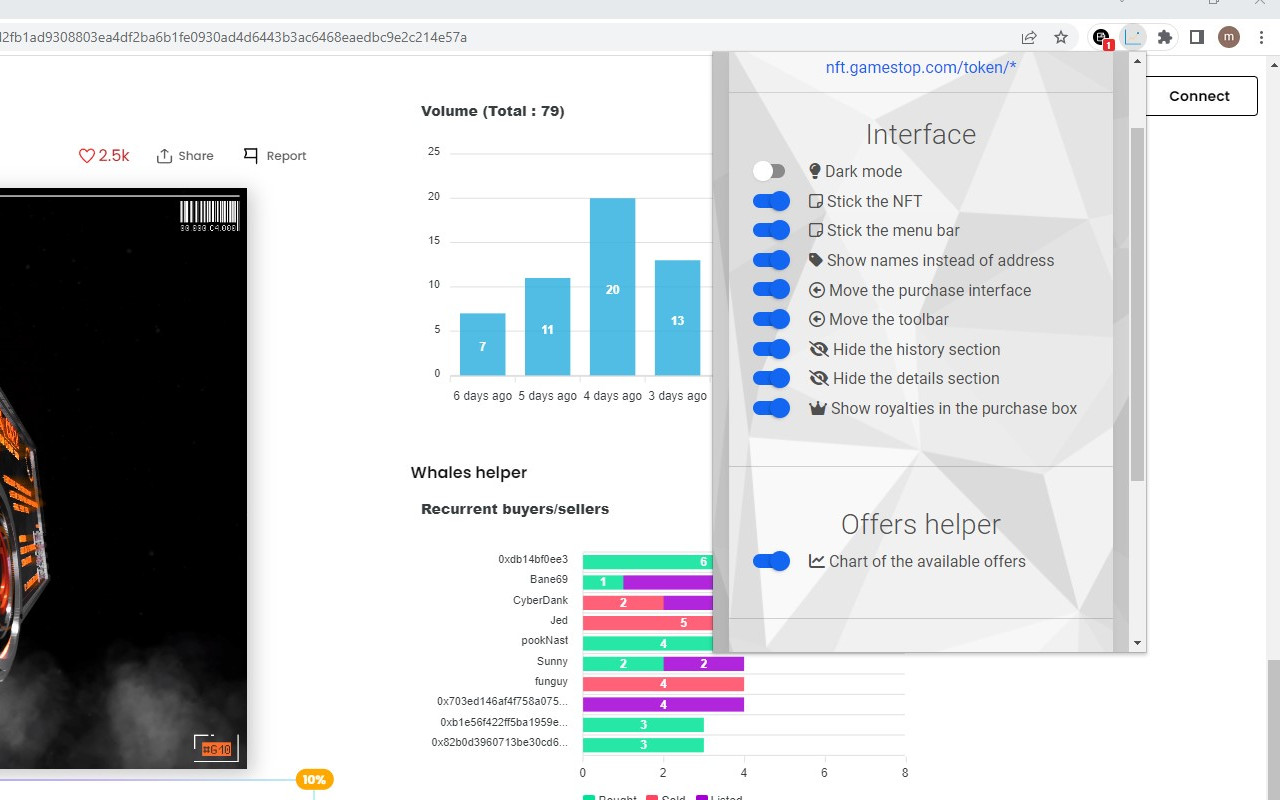 2fb1ad9308803ea4df2ba6b1fe0930ad4d6443b3ac6468eaedbc9e2c214e57a
1
m
nft.gamestop.com/token/*
Connect
2.5k
Share
Report
Volume (Total : 79)
25
20
15
10
5
0
7
11
20
13
6 days ago
5 days ago
4 days ago
3 days ago
Interface
Dark mode
Stick the NFT
Stick the menu bar
Show names instead of address
Move the purchase interface
Move the toolbar
Hide the history section
Hide the details section
Show royalties in the purchase box
Offers helper
Chart of the available offers
Whales helper
Recurrent buyers/sellers
0xdb14bf0ee3
6
Bane69
1
CyberDank
2
Jed
5
pookNast
4
Sunny
2
2
funguy
4
0x703ed146af4f758a075...
4
0xb1e56f422ff5ba1959e...
3
0x82b0d3960713be30cd6...
3
0
2
4
6
8
Bought
Sold
Listed
#G10
10%